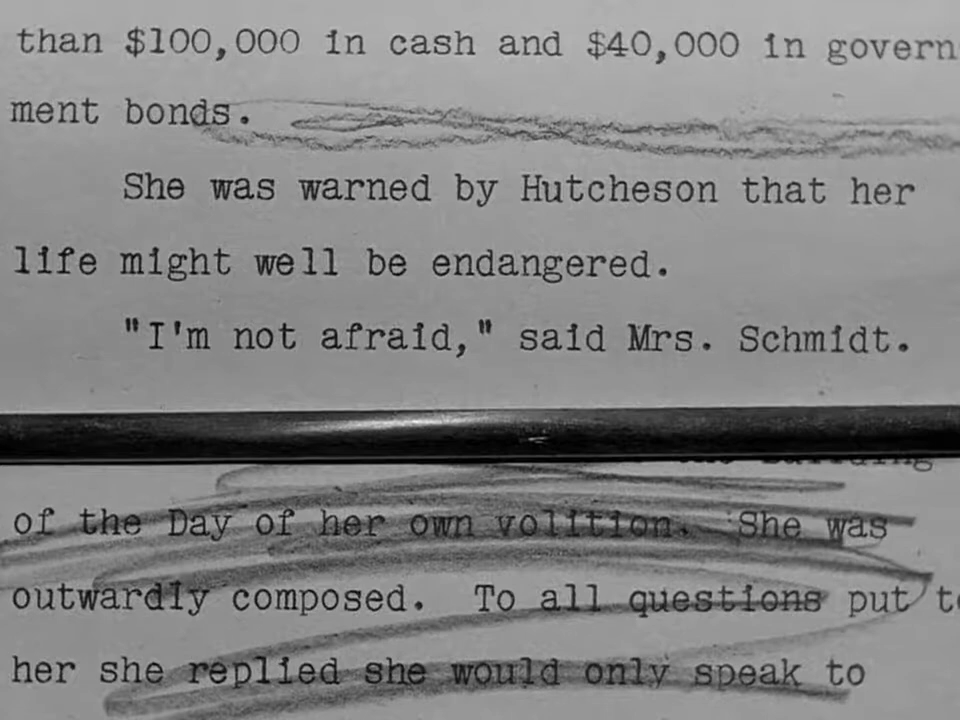 than $100,000 in cash and $40,000 in govern
ment bonds.
She was warned by Hutcheson that her
life might well be endangered.
"I'm not afraid," said Mrs. Schmidt.
of the Day of her own volition. She was
outwardly composed. To all questions put to
her she replied she would only speak to